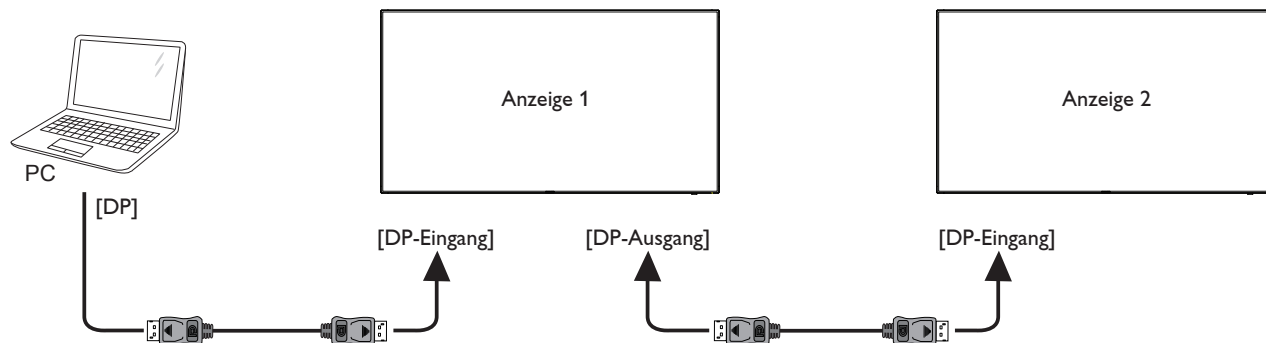 Anzeige 1
Anzeige 2
PC
[DP]
[DP-Eingang]
[DP-Ausgang]
[DP-Eingang]